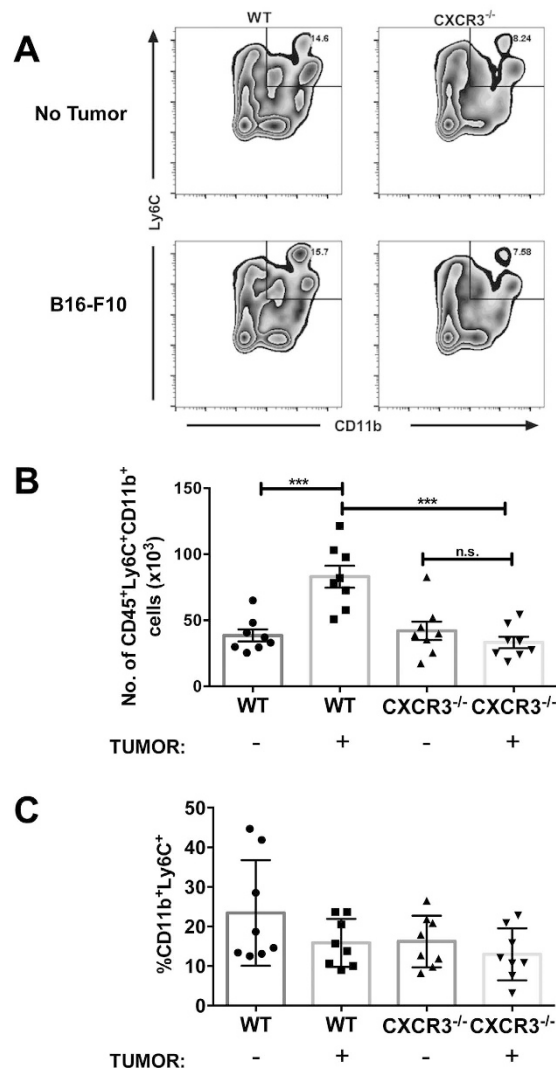 A
WT
CXCR3-/-
No Tumor
14.6
8.24
Ly6C
B16-F10
15.7
7.58
CD11b
B
No. of CD45+Ly6C+CD11b+
cells (x10³)
150
100
50
0
***
***
n.s.
WT WT CXCR3-/- CXCR3-/-
TUMOR: - + - +
C
%CD11b+Ly6C+
50
40
30
20
10
0
WT WT CXCR3-/- CXCR3-/-
TUMOR: - + - +